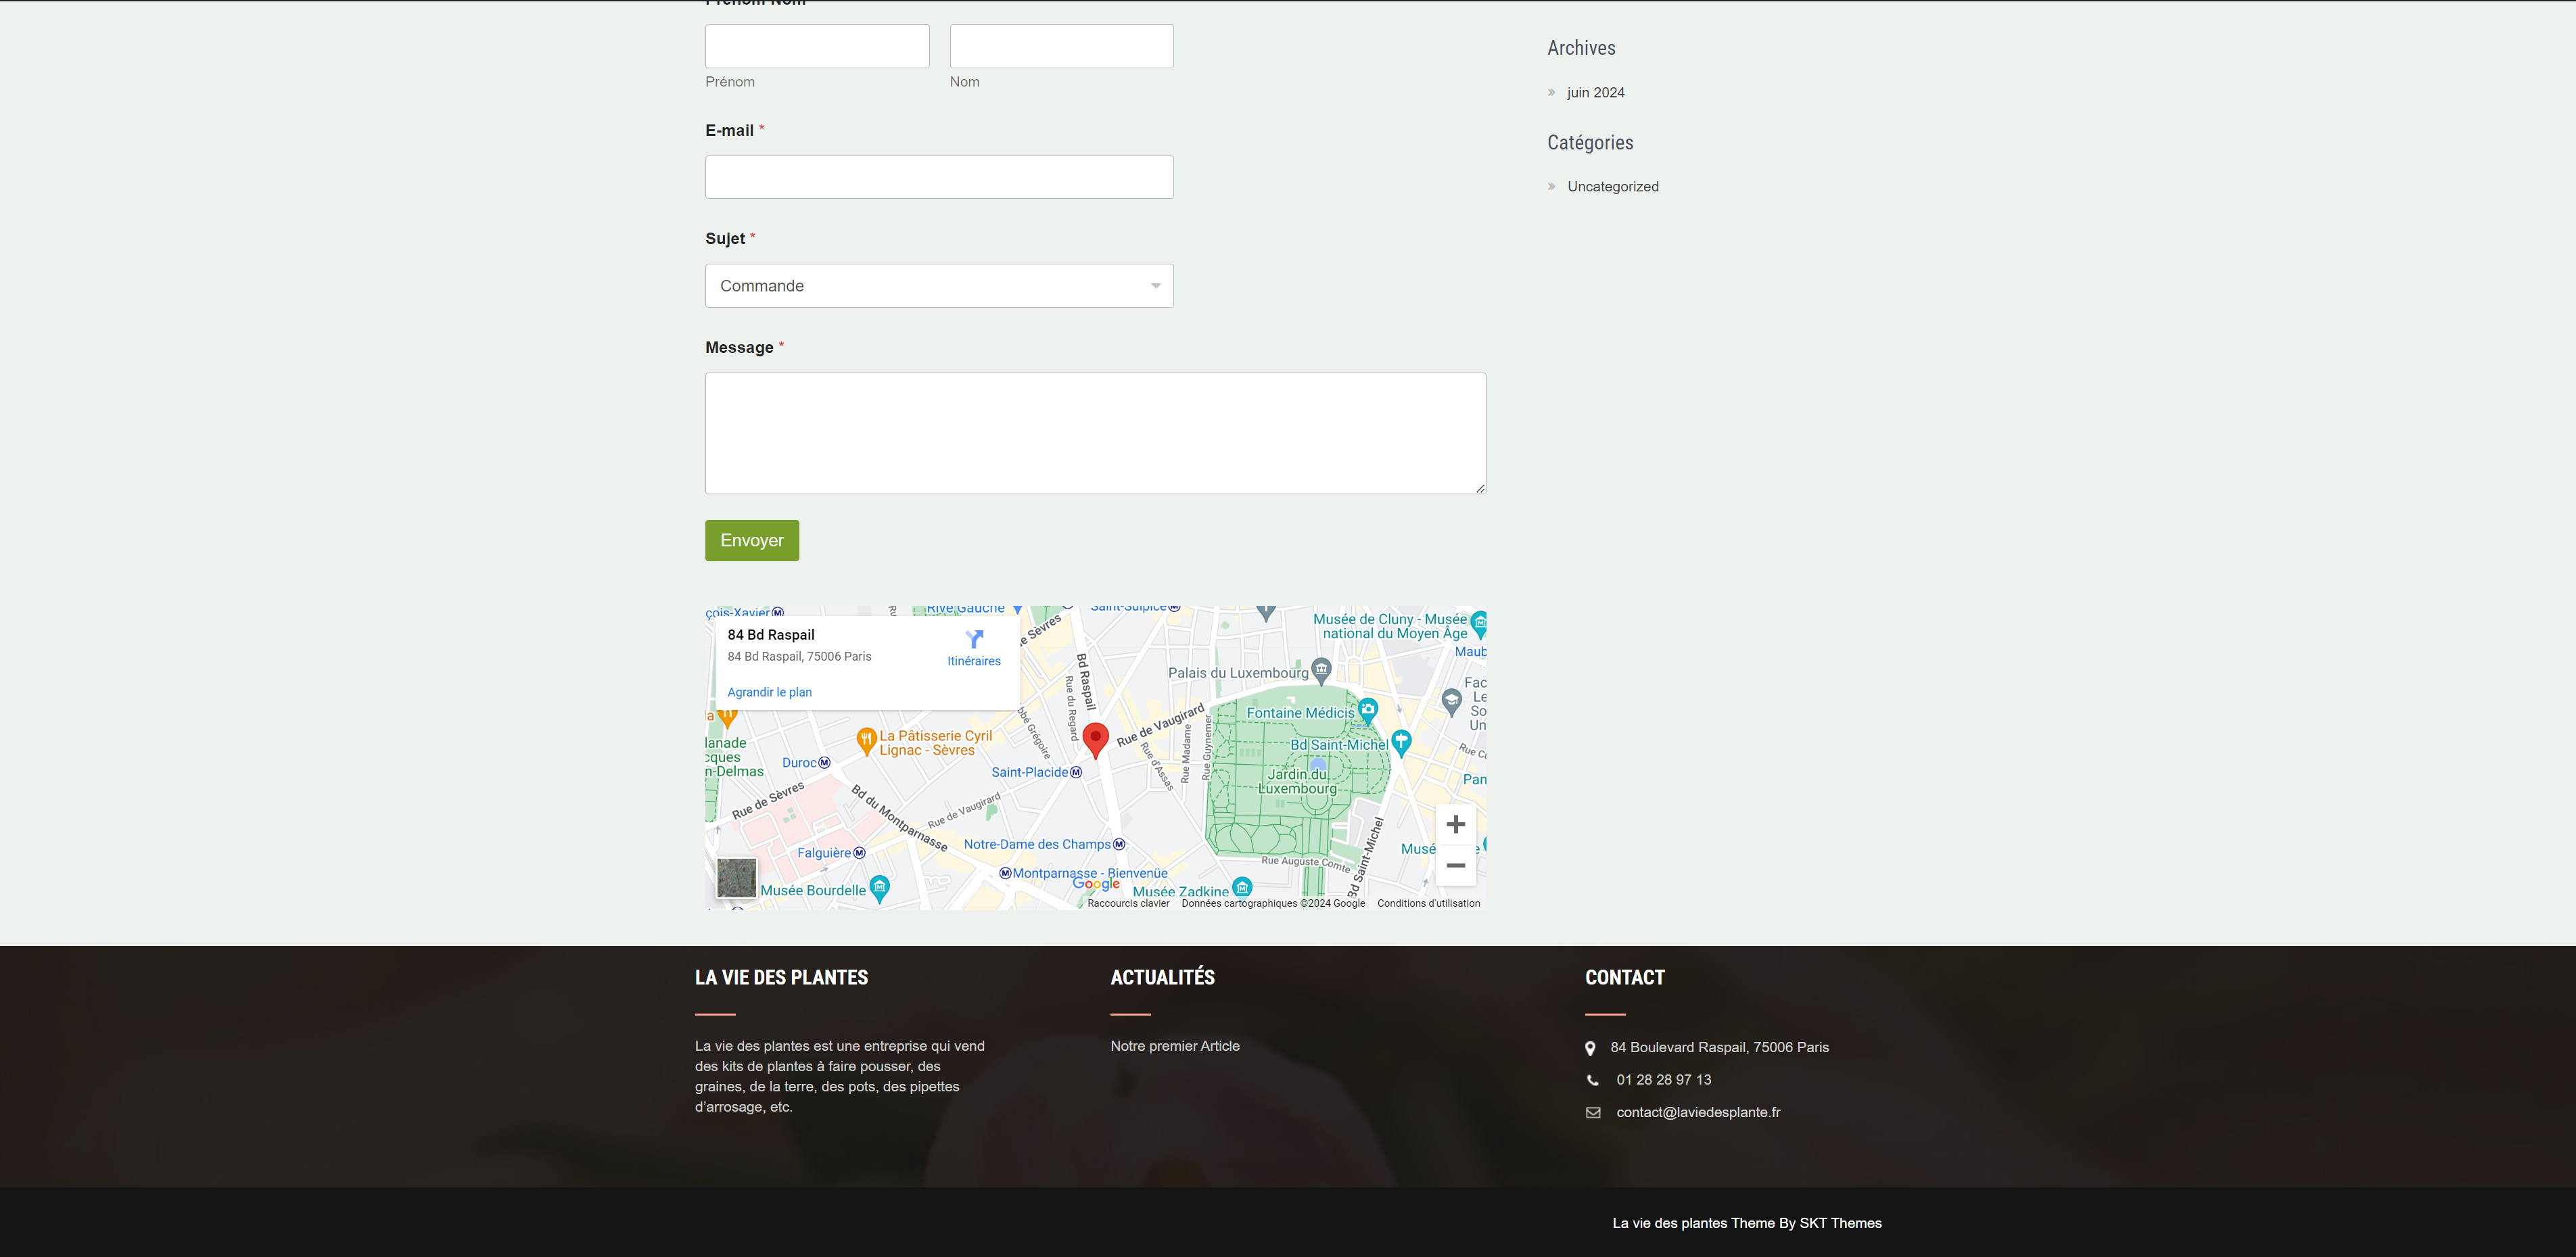 Prénom Nom
Prénom
Nom
E-mail *
Sujet *
Commande
Message *
Envoyer
Archives
» juin 2024
Catégories
» Uncategorized
84 Bd Raspail
84 Bd Raspail, 75006 Paris
Itinéraires
Agrandir le plan
Rive Gauche
Saint-Sulpice
Musée de Cluny - Musée
national du Moyen Âge
Palais du Luxembourg
Bd Raspail
Rue du Regard
Rue de Vaugirard
Fontaine Médicis
La Pâtisserie Cyril
Lignac - Sèvres
Bd Saint-Michel
Duroc
Saint-Placide
Rue d'Assas
Rue Madame
Rue Guynemer
Jardin du
Luxembourg
Rue de Sèvres
Bd du Montparnasse
Rue de Vaugirard
Notre-Dame des Champs
Falguière
Rue Auguste Comte
Bd Saint-Michel
Montparnasse - Bienvenüe
Musée Bourdelle
Musée Zadkine
Google
Raccourcis clavier
Données cartographiques ©2024 Google
Conditions d'utilisation
LA VIE DES PLANTES
La vie des plantes est une entreprise qui vend
des kits de plantes à faire pousser, des
graines, de la terre, des pots, des pipettes
d'arrosage, etc.
ACTUALITÉS
Notre premier Article
CONTACT
84 Boulevard Raspail, 75006 Paris
01 28 28 97 13
contact@laviedesplante.fr
La vie des plantes Theme By SKT Themes